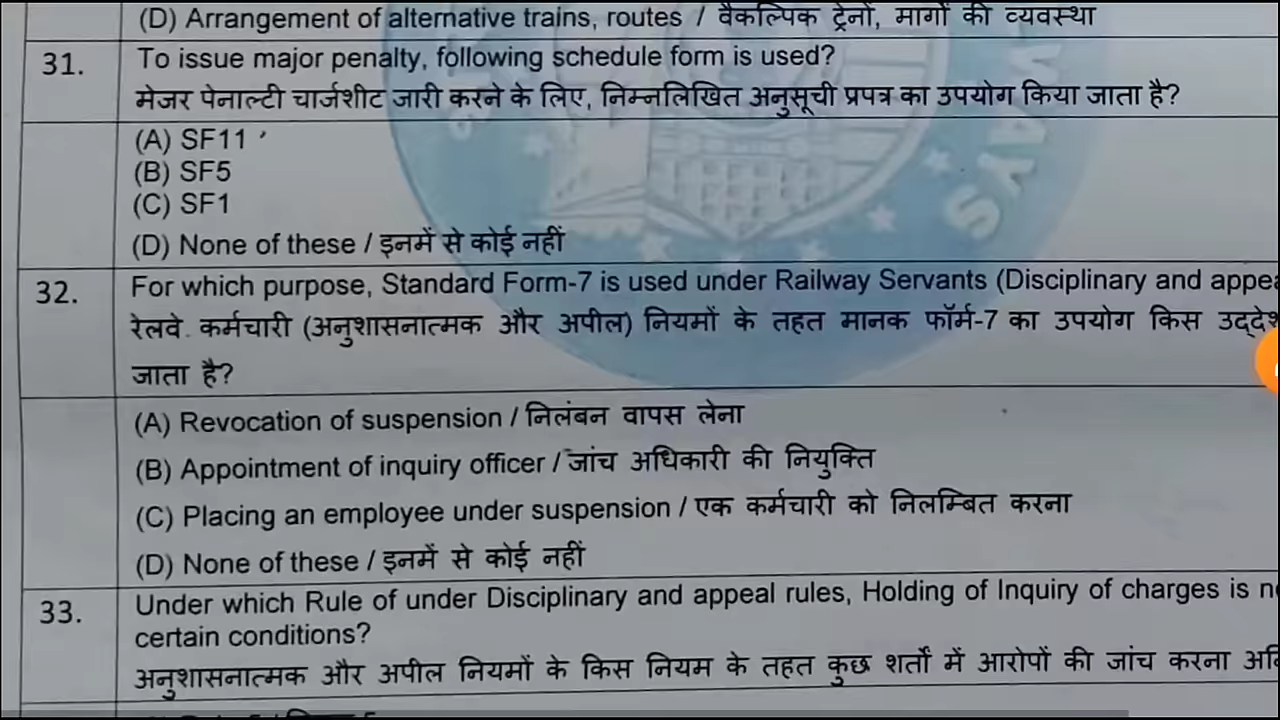 (D) Arrangement of alternative trains, routes / वैकल्पिक ट्रेनों, मार्गों की व्यवस्था
31. To issue major penalty, following schedule form is used?
मेजर पेनाल्टी चार्जशीट जारी करने के लिए, निम्नलिखित अनुसूची प्रपत्र का उपयोग किया जाता है?
(A) SF11
(B) SF5
(C) SF1
(D) None of these / इनमें से कोई नहीं
32. For which purpose, Standard Form-7 is used under Railway Servants (Disciplinary and
रेलवे. कर्मचारी (अनुशासनात्मक और अपील) नियमों के तहत मानक फॉर्म-7 का उपयोग किस
जाता है?
(A) Revocation of suspension / निलंबन वापस लेना
(B) Appointment of inquiry officer / जांच अधिकारी की नियुक्ति
(C) Placing an employee under suspension / एक कर्मचारी को निलम्बित करना
(D) None of these / इनमें से कोई नहीं
33. Under which Rule of under Disciplinary and appeal rules, Holding of Inquiry of charges is
certain conditions?
अनुशासनात्मक और अपील नियमों के किस नियम के तहत कुछ शर्तों में आरोपों की जांच करना